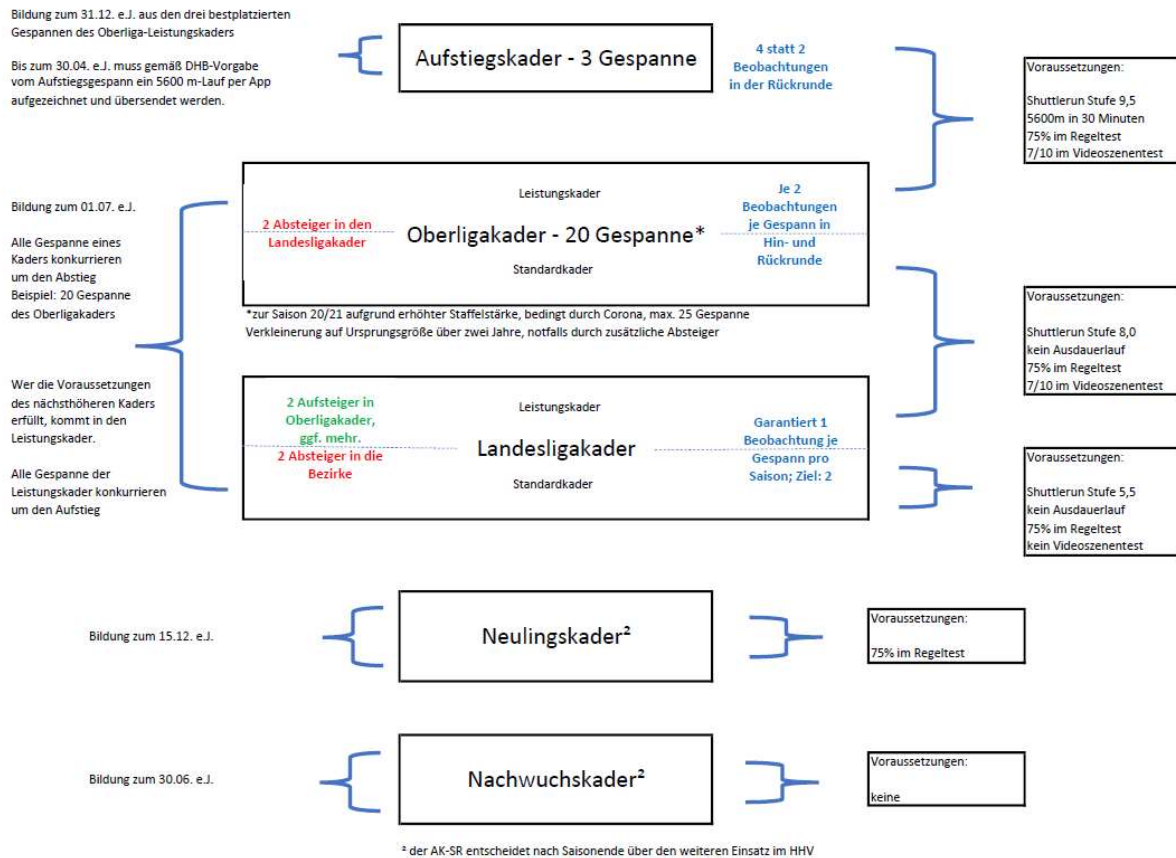 Bildung zum 31.12. e.J. aus den drei bestplatzierten
Gespannen des Oberliga-Leistungskaders
Bis zum 30.04. e.J. muss gemäß DHB-Vorgabe
vom Aufstiegsgespann ein 5600 m-Lauf per App
aufgezeichnet und übersendet werden.
Aufstiegskader - 3 Gespanne
4 statt 2
Beobachtungen
in der Rückrunde
Voraussetzungen:
Shuttlerun Stufe 9,5
5600m in 30 Minuten
75% im Regeltest
7/10 im Videoszenentest
Bildung zum 01.07. e.J.
Alle Gespanne eines
Kaders konkurrieren
um den Abstieg
Beispiel: 20 Gespanne
des Oberligakaders
Wer die Voraussetzungen
des nächsthöheren Kaders
erfüllt, kommt in den
Leistungskader.
Alle Gespanne der
Leistungskader konkurrieren
um den Aufstieg
2 Absteiger in den
Landesligakader
Leistungskader
Oberligakader - 20 Gespanne*
Standardkader
Je 2
Beobachtungen
je Gespann in
Hin- und
Rückrunde
*zur Saison 20/21 aufgrund erhöhter Staffelstärke, bedingt durch Corona, max. 25 Gespanne
Verkleinerung auf Ursprungsgröße über zwei Jahre, notfalls durch zusätzliche Absteiger
Voraussetzungen:
Shuttlerun Stufe 8,0
kein Ausdauerlauf
75% im Regeltest
7/10 im Videoszenentest
2 Aufsteiger in
Oberligakader,
ggf. mehr.
2 Absteiger in die
Bezirke
Leistungskader
Landesligakader
Standardkader
Garantiert 1
Beobachtung je
Gespann pro
Saison; Ziel: 2
Voraussetzungen:
Shuttlerun Stufe 5,5
kein Ausdauerlauf
75% im Regeltest
kein Videoszenentest
Bildung zum 15.12. e.J.
Neulingskader²
Voraussetzungen:
75% im Regeltest
Bildung zum 30.06. e.J.
Nachwuchskader²
Voraussetzungen:
keine
² der AK-SR entscheidet nach Saisonende über den weiteren Einsatz im HHV